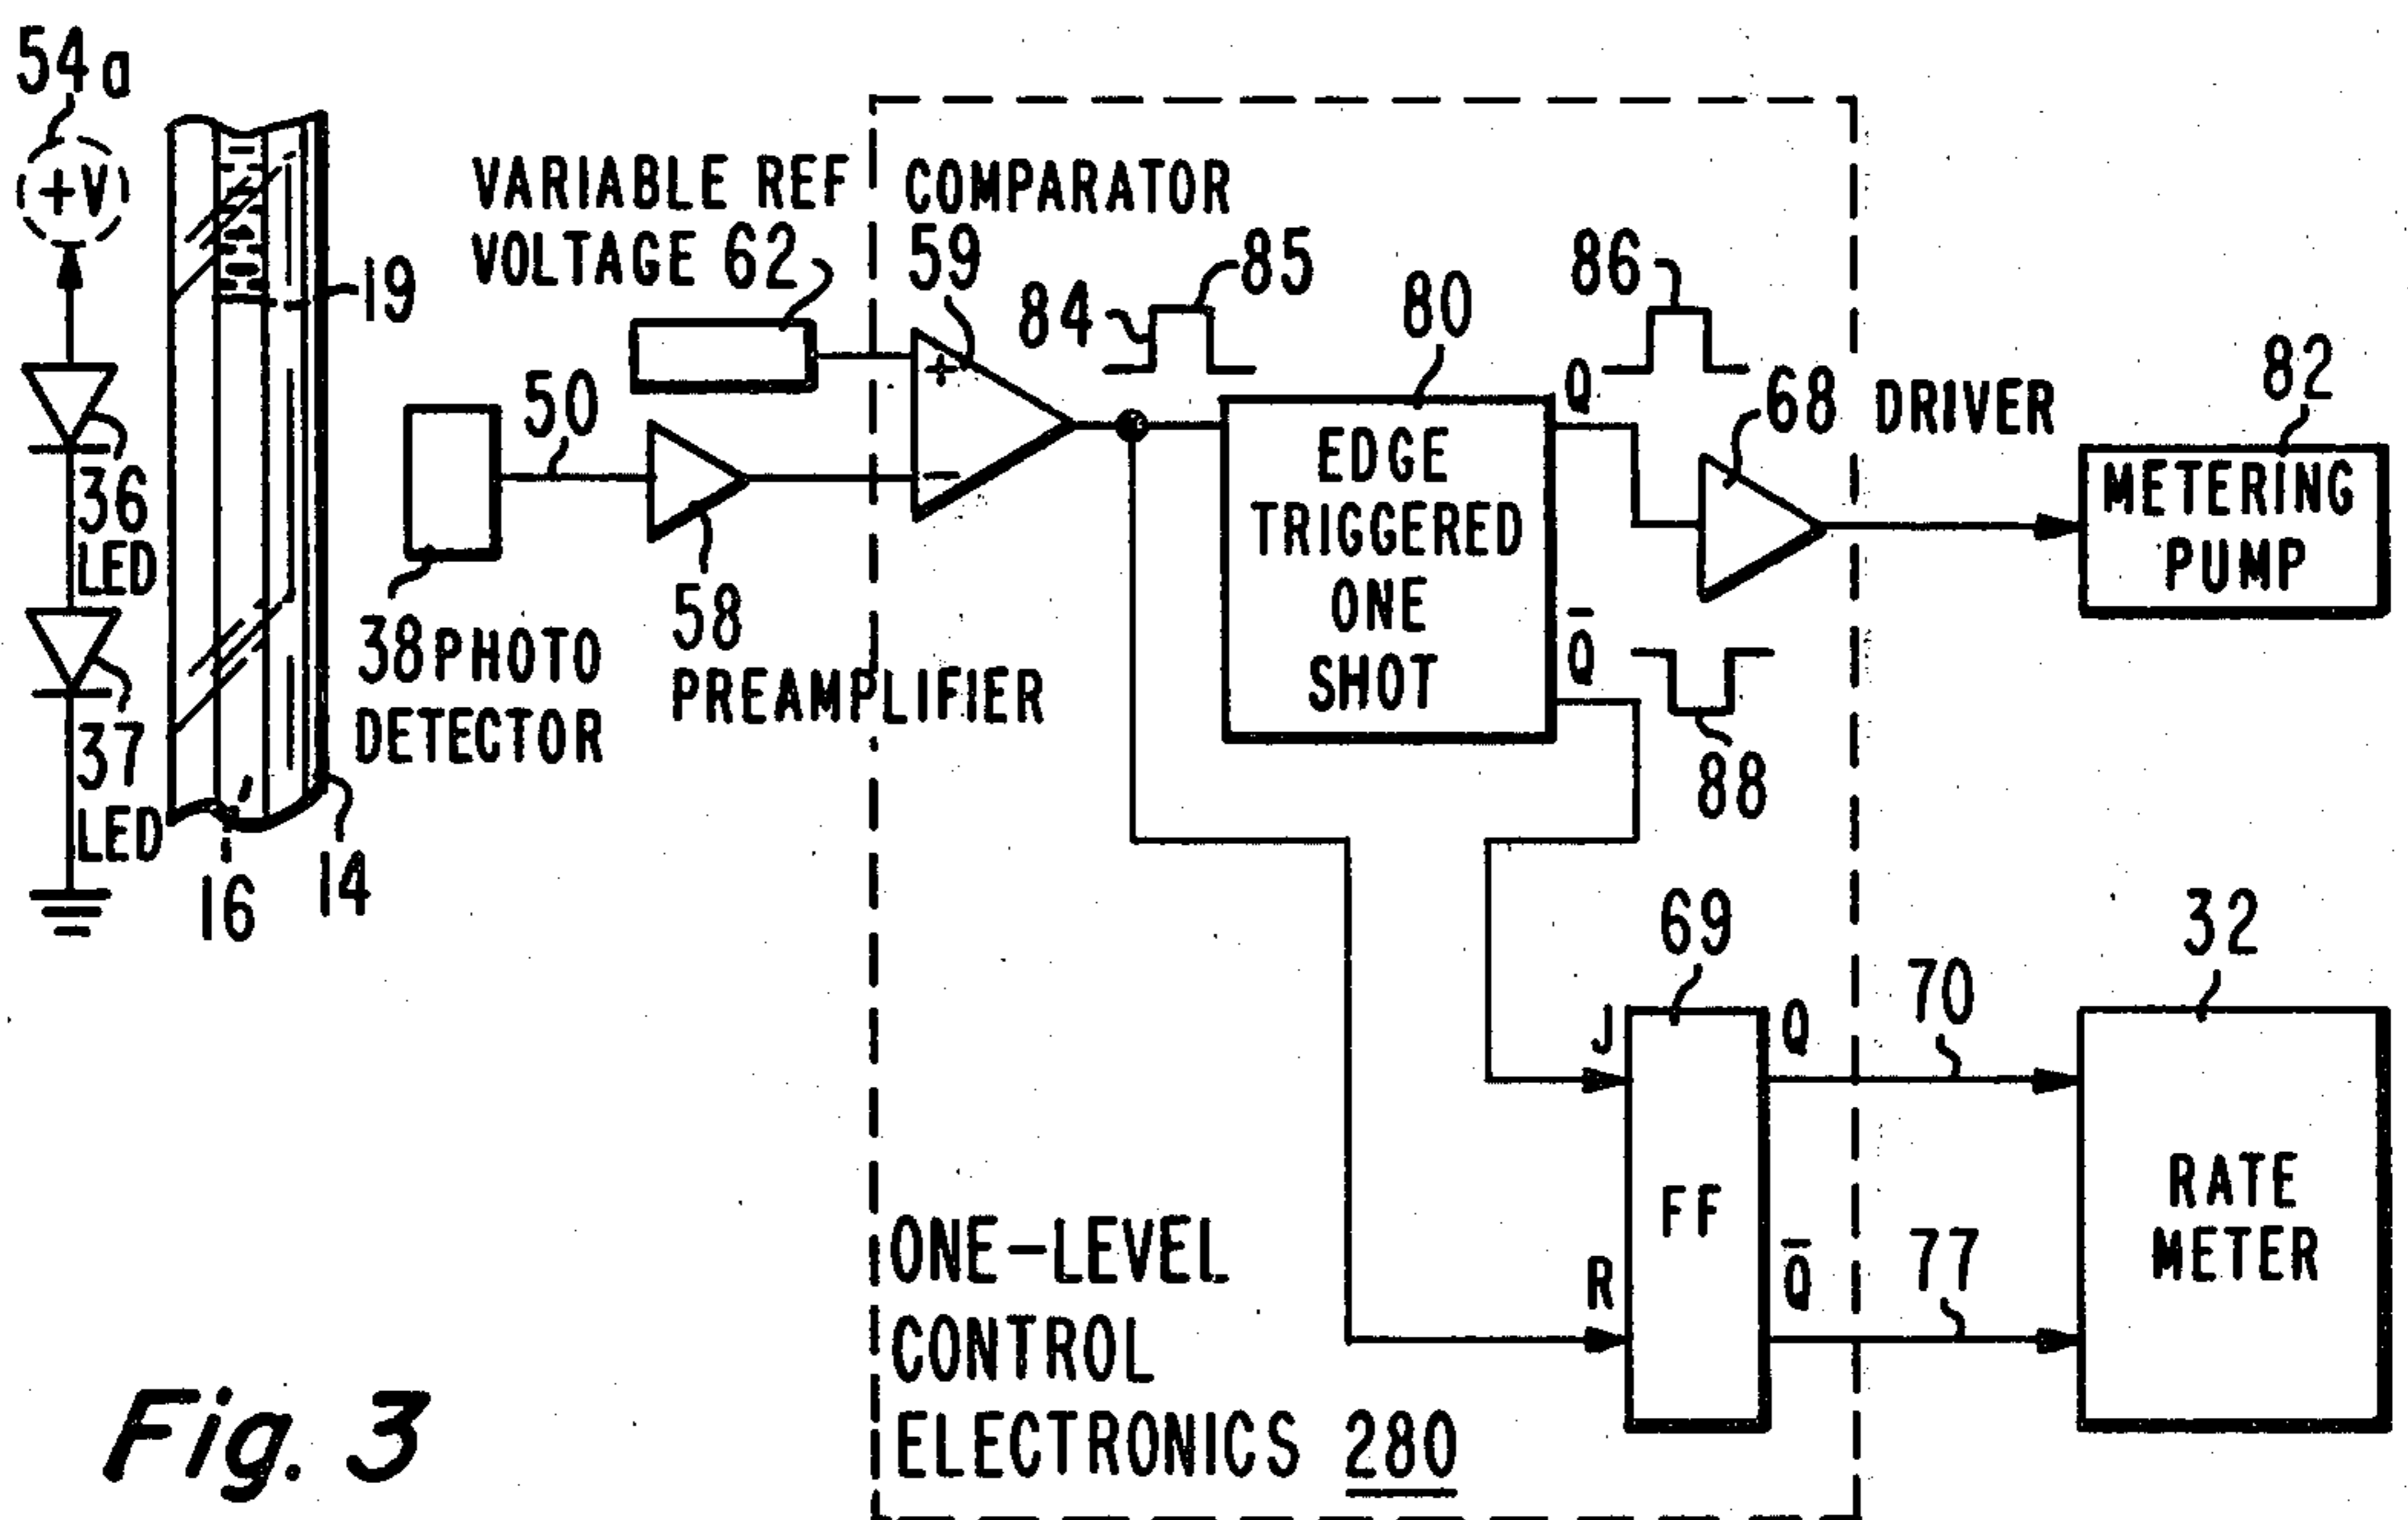 54a
+V
19
36
LED
37
LED
16
14
VARIABLE REF
VOLTAGE 62
50
38 PHOTO
DETECTOR
58
PREAMPLIFIER
COMPARATOR
59
+
−
84
85
80
EDGE
TRIGGERED
ONE
SHOT
Q
Q̅
86
88
68 DRIVER
82
METERING
PUMP
69
J
R
FF
Q
Q̅
70
77
32
RATE
METER
ONE-LEVEL
CONTROL
ELECTRONICS 280
Fig. 3